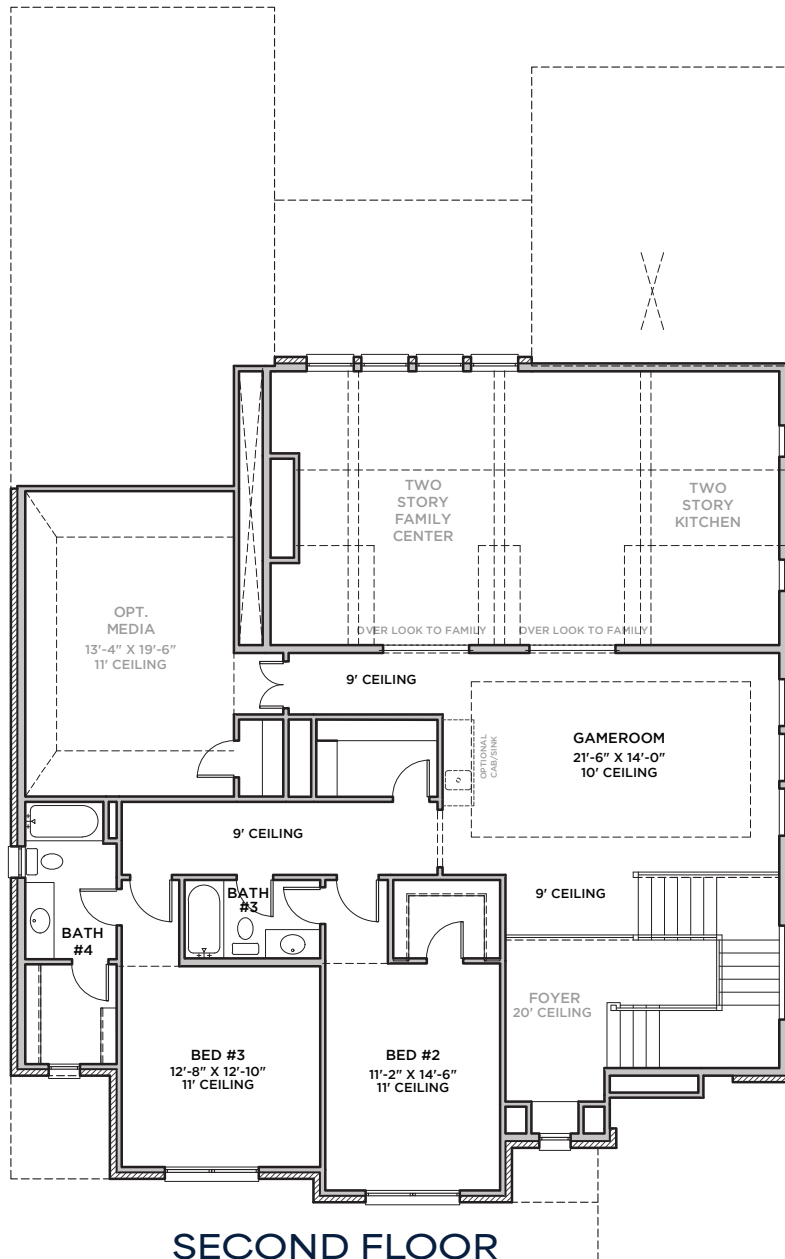 TWO
STORY
FAMILY
CENTER
TWO
STORY
KITCHEN
OPT.
MEDIA
13'-4" X 19'-6"
11' CEILING
OVER LOOK TO FAMILY
OVER LOOK TO FAMILY
9' CEILING
GAMEROOM
21'-6" X 14'-0"
10' CEILING
OPTIONAL
CAB/SINK
9' CEILING
9' CEILING
BATH
#3
BATH
#4
FOYER
20' CEILING
BED #3
12'-8" X 12'-10"
11' CEILING
BED #2
11'-2" X 14'-6"
11' CEILING
SECOND FLOOR